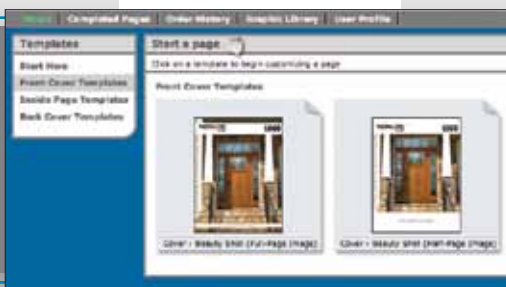 Home | Completed Pages | Order History | Graphic Library | User Profile
Templates
Start Here
Front Cover Templates
Inside Page Templates
Back Cover Templates
Start a page
Click on a template to begin customizing a page
Front Cover Templates
Cover - Beauty Shot (Full-Page Image)
Cover - Beauty Shot (Half-Page Image)